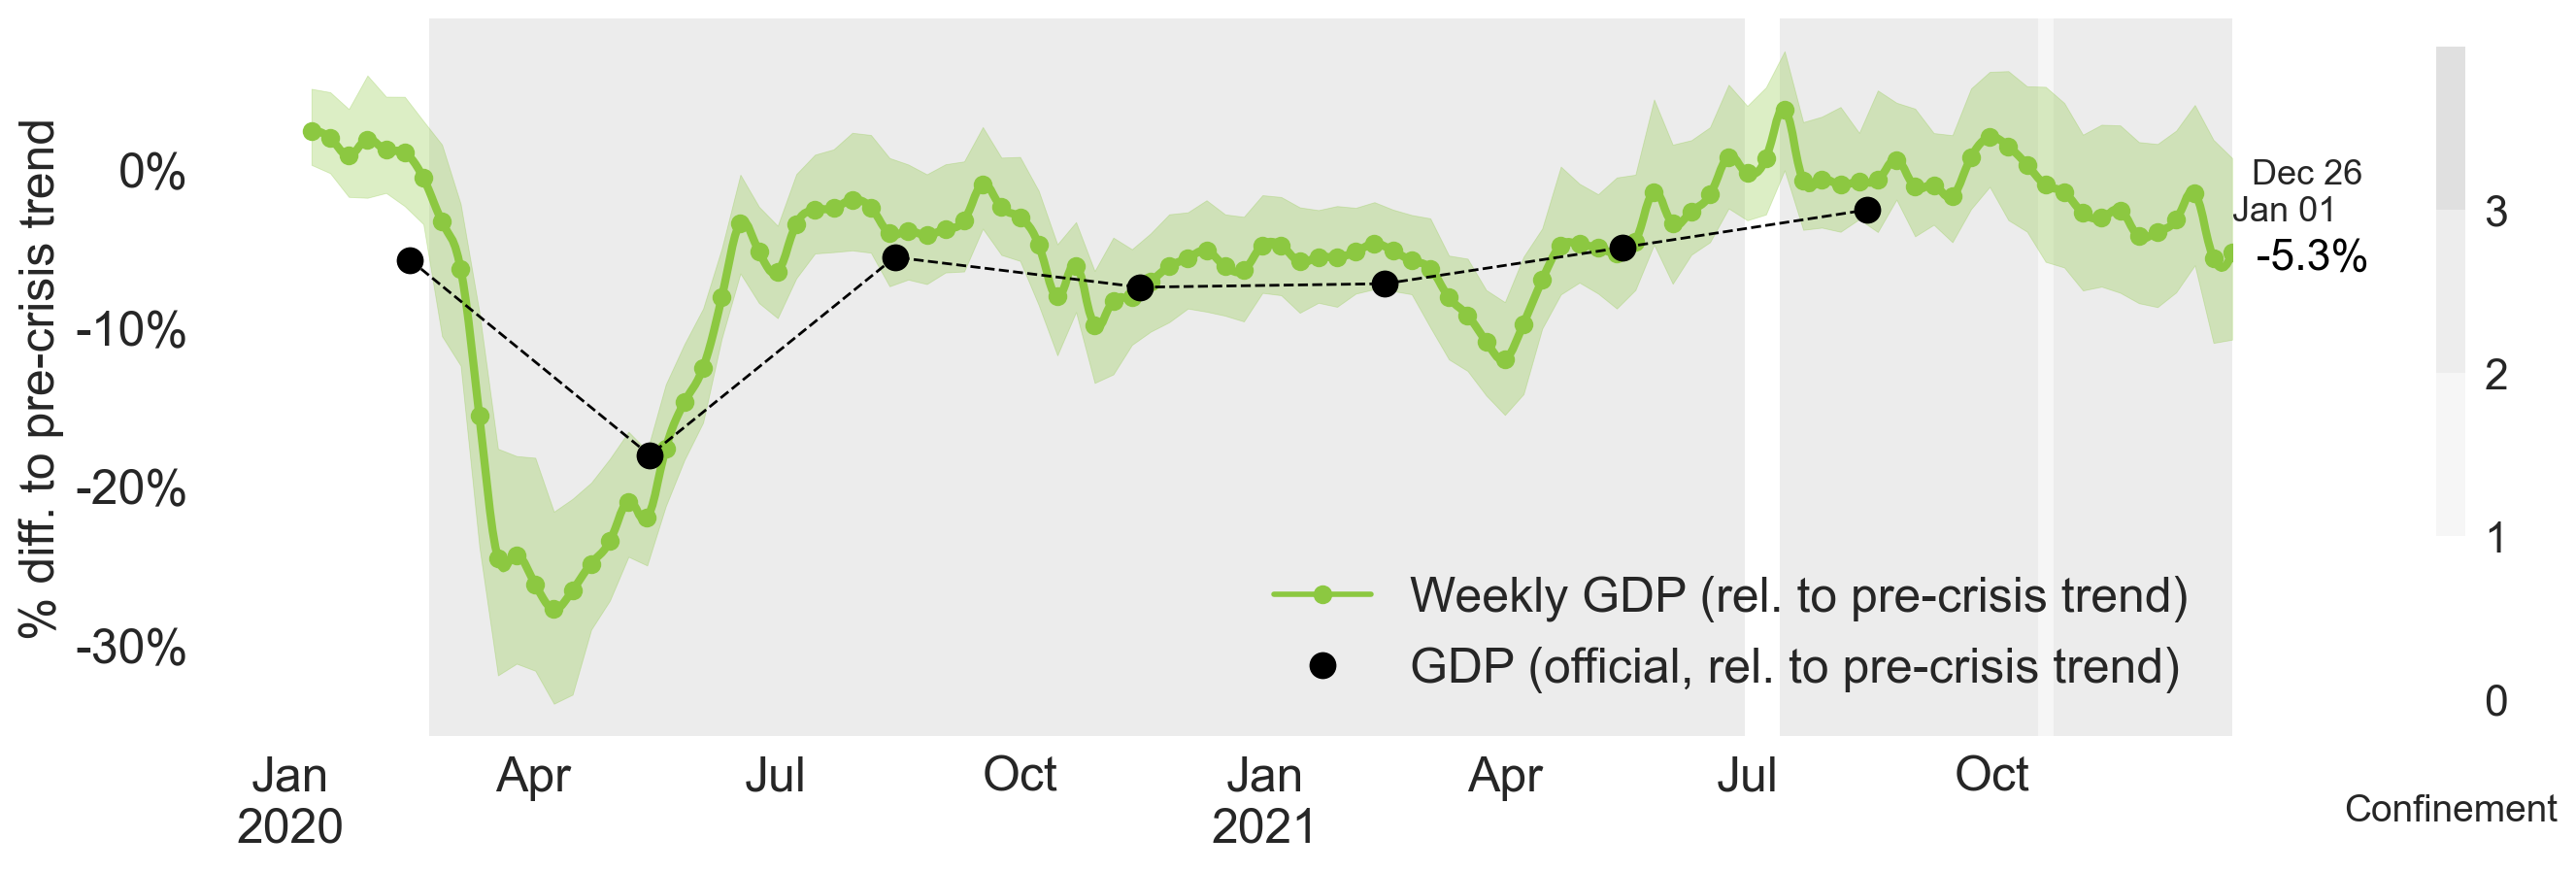 % diff. to pre-crisis trend
0%
-10%
-20%
-30%
Jan
2020
Apr
Jul
Oct
Jan
2021
Apr
Jul
Oct
Weekly GDP (rel. to pre-crisis trend)
GDP (official, rel. to pre-crisis trend)
Dec 26
Jan 01
-5.3%
3
2
1
0
Confinement